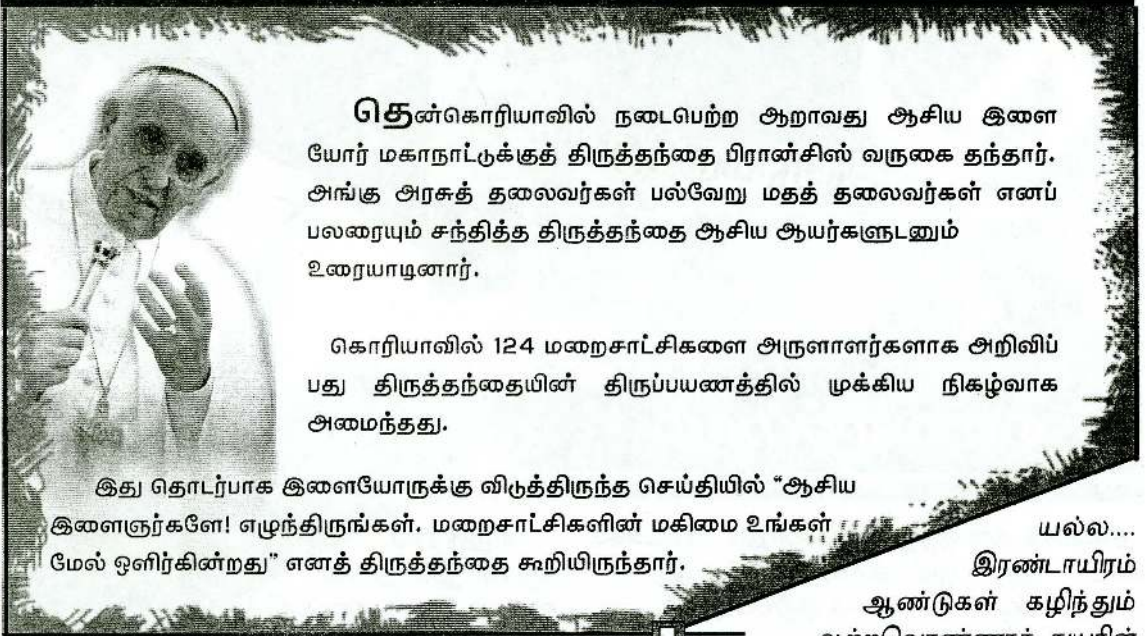 தென்கொரியாவில் நடைபெற்ற ஆறாவது ஆசிய இளை
யோர் மகாநாட்டுக்குத் திருத்தந்தை பிரான்சிஸ் வருகை தந்தார்.
அங்கு அரசுத் தலைவர்கள் பல்வேறு மதத் தலைவர்கள் எனப்
பலரையும் சந்தித்த திருத்தந்தை ஆசிய ஆயர்களுடனும்
உரையாடினார்.
கொரியாவில் 124 மறைசாட்சிகளை அருளாளர்களாக அறிவிப்
பது திருத்தந்தையின் திருப்பயணத்தில் முக்கிய நிகழ்வாக
அமைந்தது.
இது தொடர்பாக இளையோருக்கு விடுத்திருந்த செய்தியில் “ஆசிய
இளைஞர்களே! எழுந்திருங்கள். மறைசாட்சிகளின் மகிமை உங்கள்
மேல் ஒளிர்கின்றது” எனத் திருத்தந்தை கூறியிருந்தார்.
யல்ல....
இரண்டாயிரம்
ஆண்டுகள் கழிந்தும்